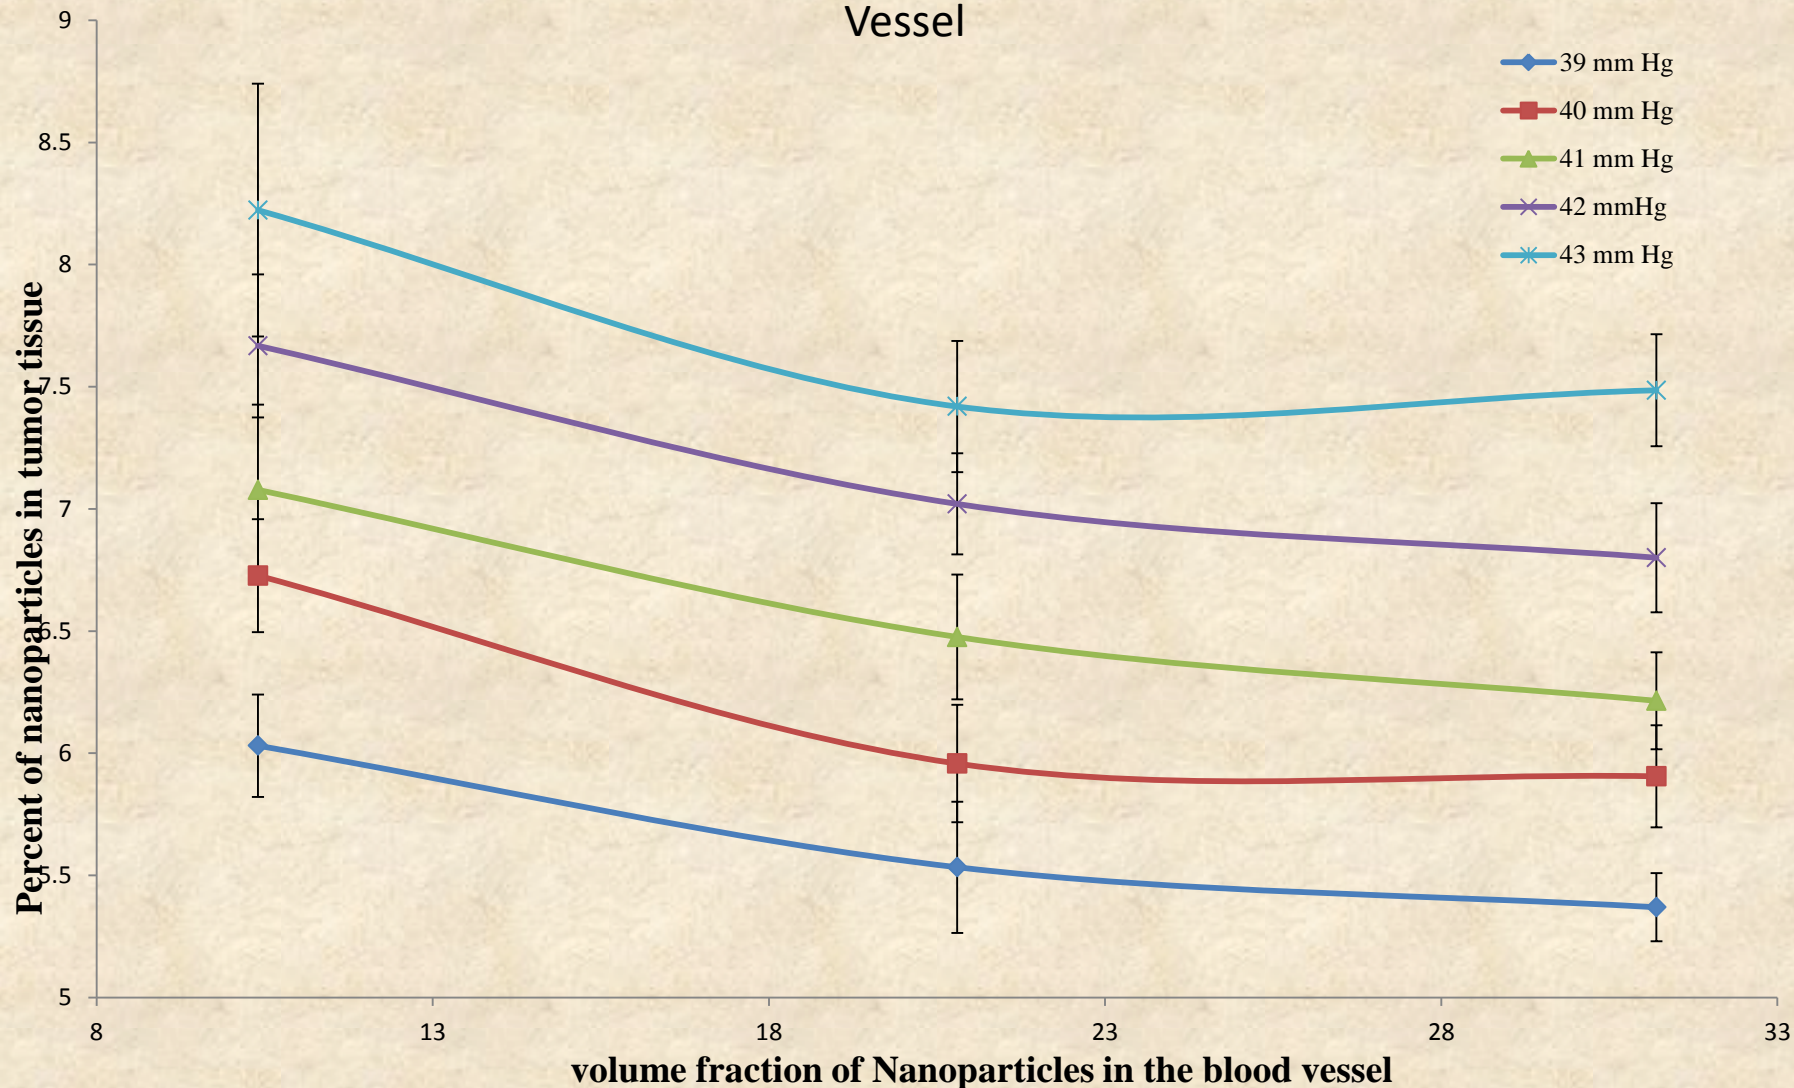 Vessel
9
8.5
8
7.5
7
6.5
6
5.5
5
Percent of nanoparticles in tumor tissue
39 mm Hg
40 mm Hg
41 mm Hg
42 mmHg
43 mm Hg
8
13
18
23
28
33
volume fraction of Nanoparticles in the blood vessel